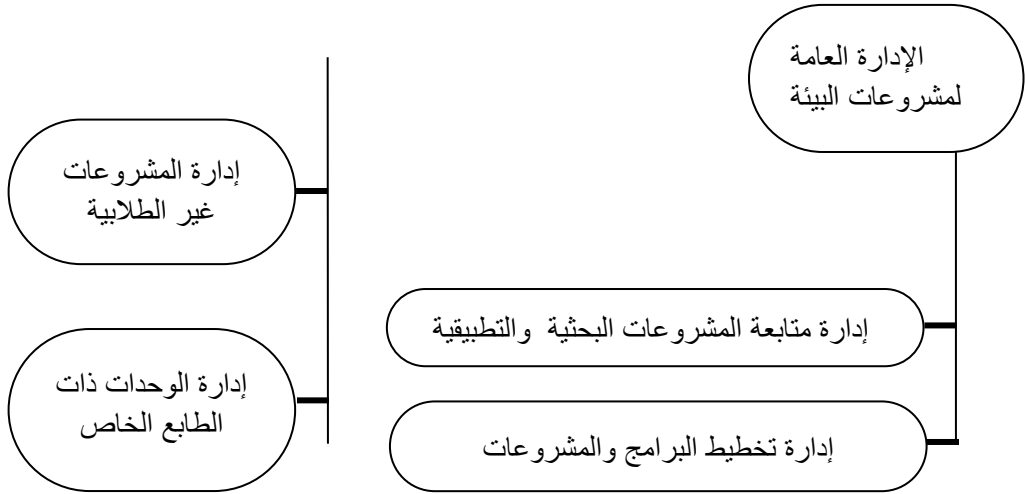 الإدارة العامة
لمشروعات البيئة
إدارة متابعة المشروعات البحثية والتطبيقية
إدارة تخطيط البرامج والمشروعات
إدارة المشروعات
غير الطلابية
إدارة الوحدات ذات
الطابع الخاص